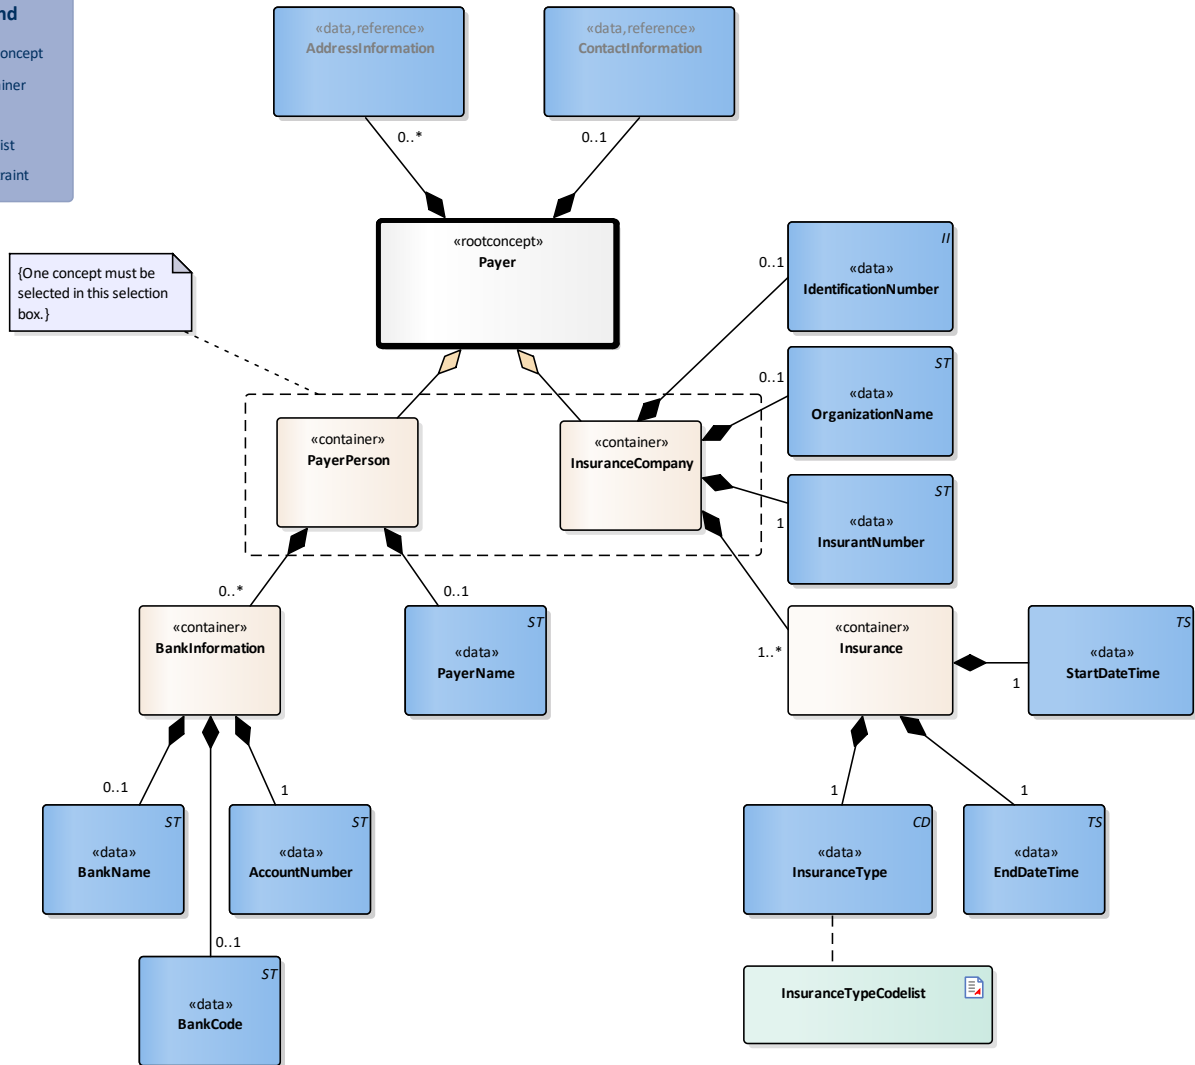 nd
oncept
iner
ist
raint
«data,reference»
AddressInformation
«data,reference»
ContactInformation
0..*
0..1
«rootconcept»
Payer
{One concept must be
selected in this selection
box.}
II
«data»
IdentificationNumber
0..1
ST
«data»
OrganizationName
0..1
«container»
PayerPerson
«container»
InsuranceCompany
ST
«data»
InsurantNumber
1
0..*
0..1
1..*
«container»
BankInformation
ST
«data»
PayerName
«container»
Insurance
TS
«data»
StartDateTime
1
0..1
1
1
1
ST
«data»
BankName
ST
«data»
AccountNumber
CD
«data»
InsuranceType
TS
«data»
EndDateTime
0..1
ST
«data»
BankCode
InsuranceTypeCodelist